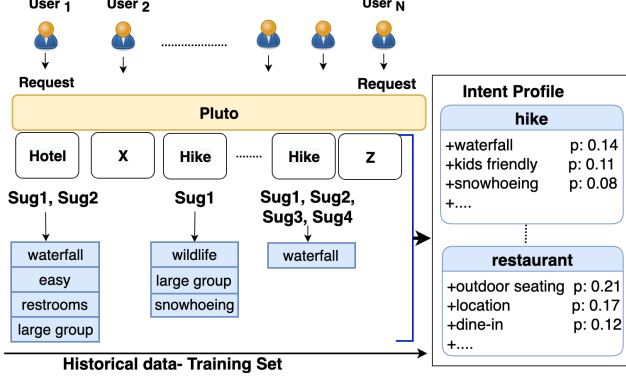 User 1
User 2
User N
Request
Request
Pluto
Hotel
X
Hike
Hike
Z
Sug1, Sug2
Sug1
Sug1, Sug2,
Sug3, Sug4
waterfall
easy
restrooms
large group
wildlife
large group
snowhoeing
waterfall
Historical data- Training Set
Intent Profile
hike
+waterfall p: 0.14
+kids friendly p: 0.11
+snowhoeing p: 0.08
+....
restaurant
+outdoor seating p: 0.21
+location p: 0.17
+dine-in p: 0.12
+....